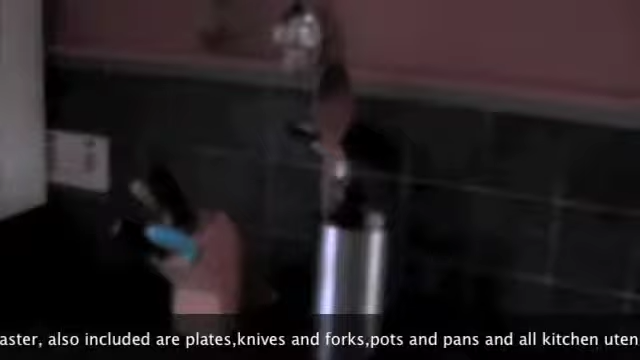 aster, also included are plates,knives and forks,pots and pans and all kitchen uten